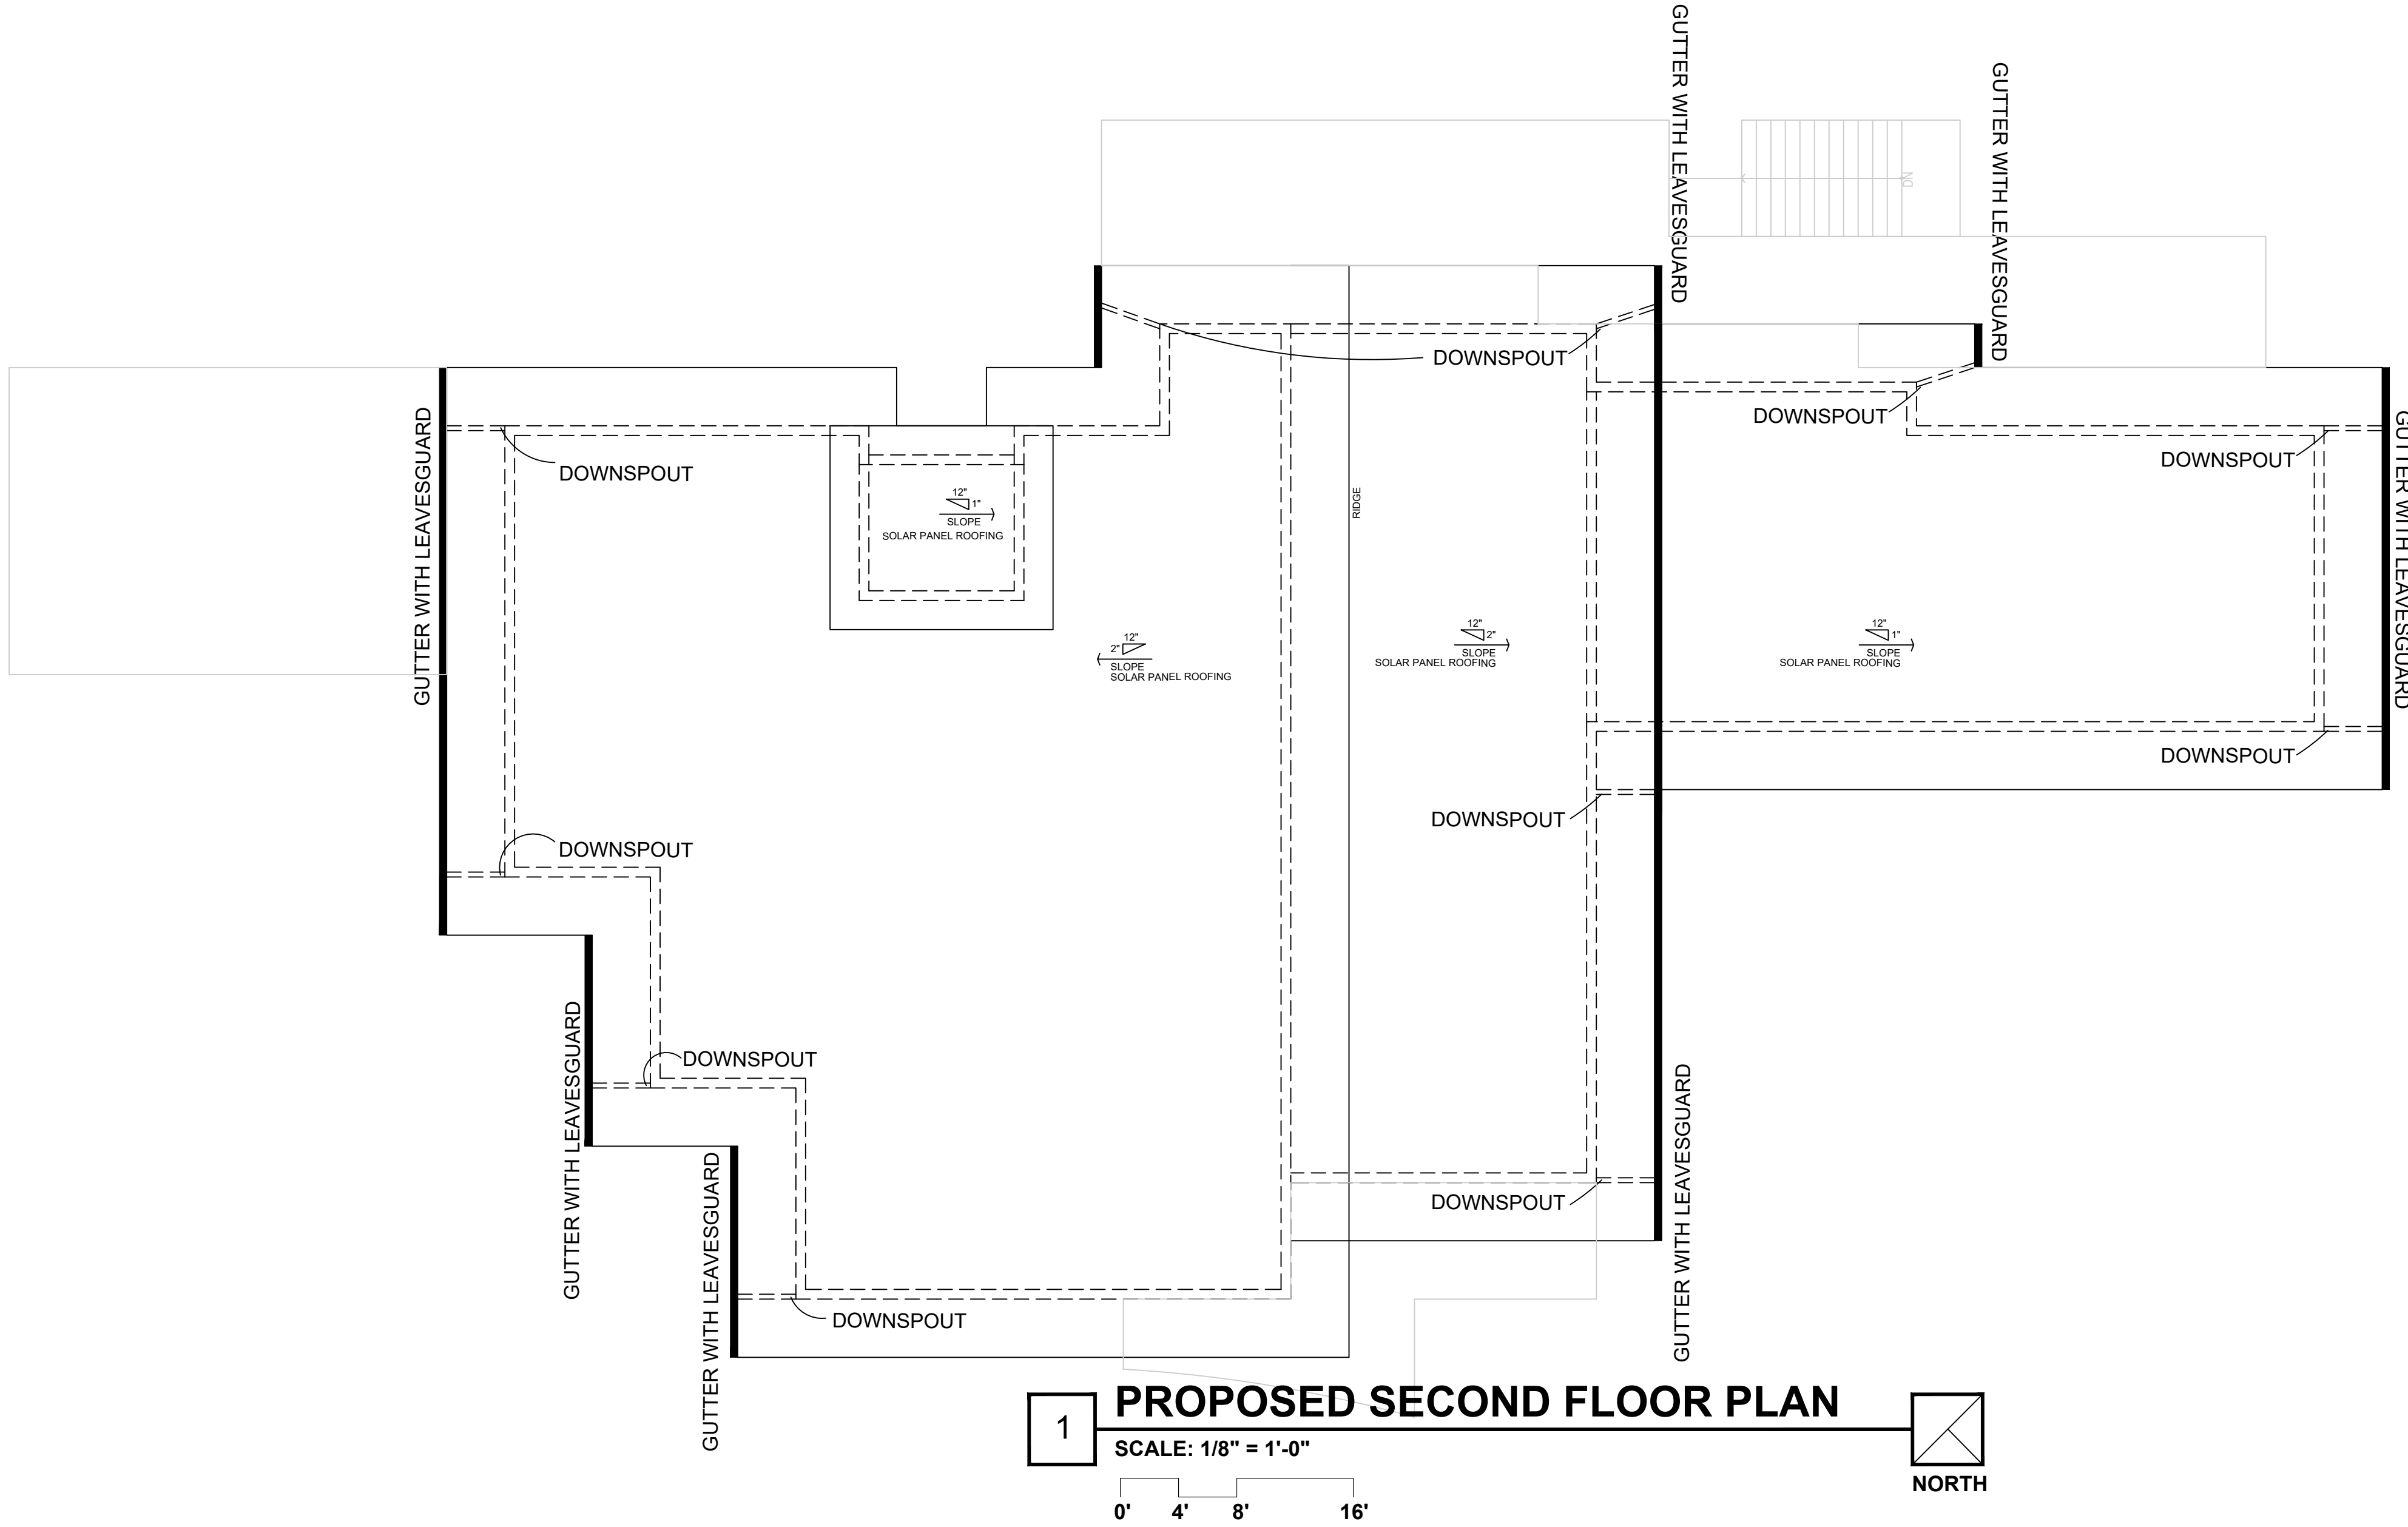 GUTTER WITH LEAVESGUARD
GUTTER WITH LEAVESGUARD
DN
DOWNSPOUT
DOWNSPOUT
GUTTER WITH LEAVESGUARD
DOWNSPOUT
DOWNSPOUT
GUTTER WITH LEAVESGUARD
12"
1"
SLOPE
SOLAR PANEL ROOFING
RIDGE
12"
2"
SLOPE
SOLAR PANEL ROOFING
12"
2"
SLOPE
SOLAR PANEL ROOFING
12"
1"
SLOPE
SOLAR PANEL ROOFING
DOWNSPOUT
DOWNSPOUT
DOWNSPOUT
GUTTER WITH LEAVESGUARD
DOWNSPOUT
GUTTER WITH LEAVESGUARD
DOWNSPOUT
GUTTER WITH LEAVESGUARD
DOWNSPOUT
1
PROPOSED SECOND FLOOR PLAN
SCALE: 1/8" = 1'-0"
NORTH
0' 4' 8' 16'